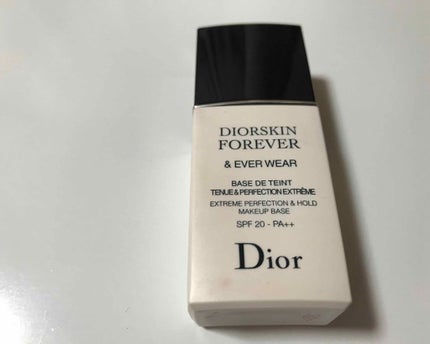 DIORSKIN
FOREVER
& EVER WEAR
BASE DE TEINT
TENUE & PERFECTION EXTRÊME
EXTREME PERFECTION & HOLD
MAKEUP BASE
SPF 20 - PA++
Dior